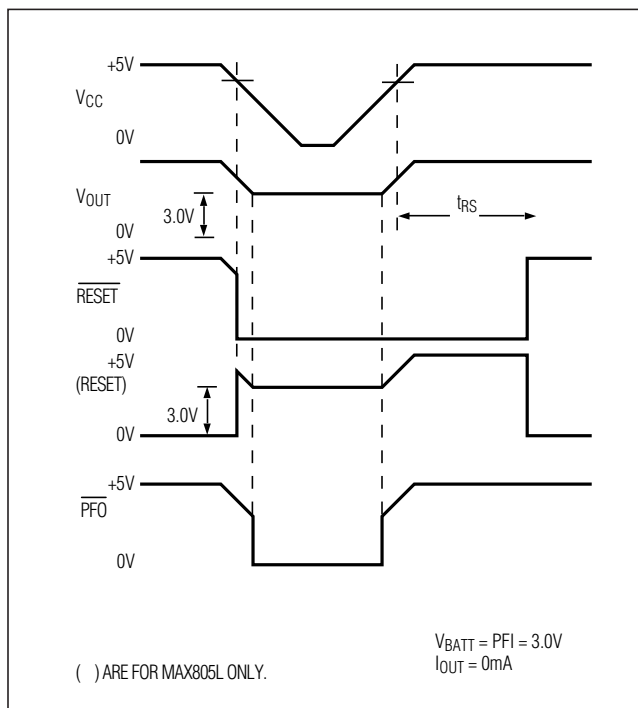 +5V
VCC
0V
VOUT
3.0V
0V
tRS
+5V
RESET
0V
+5V
(RESET)
3.0V
0V
+5V
PFO
0V
VBATT = PFI = 3.0V
IOUT = 0mA
( ) ARE FOR MAX805L ONLY.